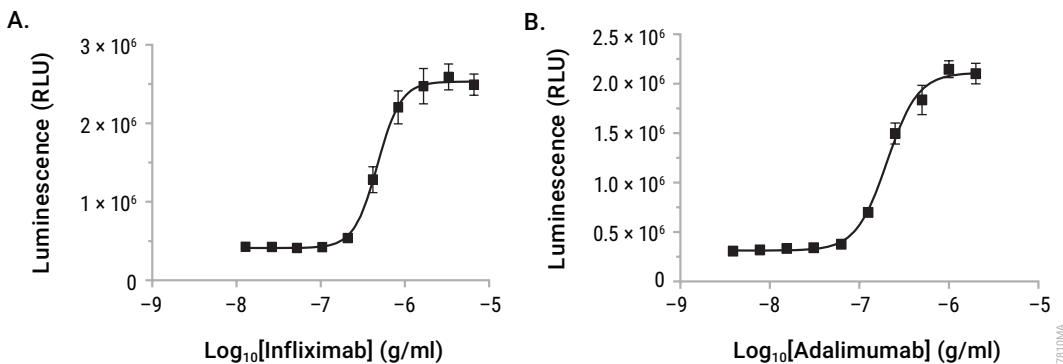 A.
3 × 10⁶
2 × 10⁶
1 × 10⁶
0
Luminescence (RLU)
−9
−8
−7
−6
−5
Log₁₀[Infliximab] (g/ml)
B.
2.5 × 10⁶
2.0 × 10⁶
1.5 × 10⁶
1.0 × 10⁶
0.5 × 10⁶
0
Luminescence (RLU)
−9
−8
−7
−6
−5
Log₁₀[Adalimumab] (g/ml)